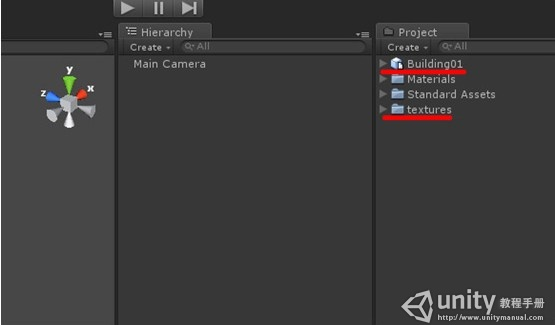 Hierarchy
Create
All
Main Camera
y
z
x
Project
Create
All
Building01
Materials
Standard Assets
textures
unity 教程手册
http://www.unitymanual.com